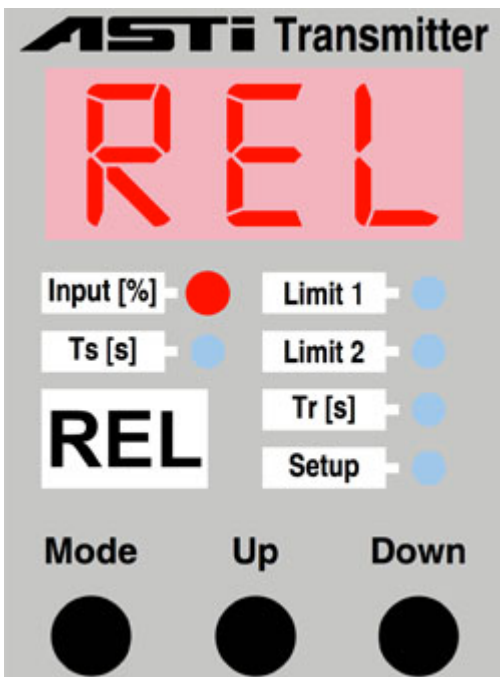 ASTi Transmitter
REL
Input [%]
Limit 1
Ts [s]
Limit 2
REL
Tr [s]
Setup
Mode
Up
Down